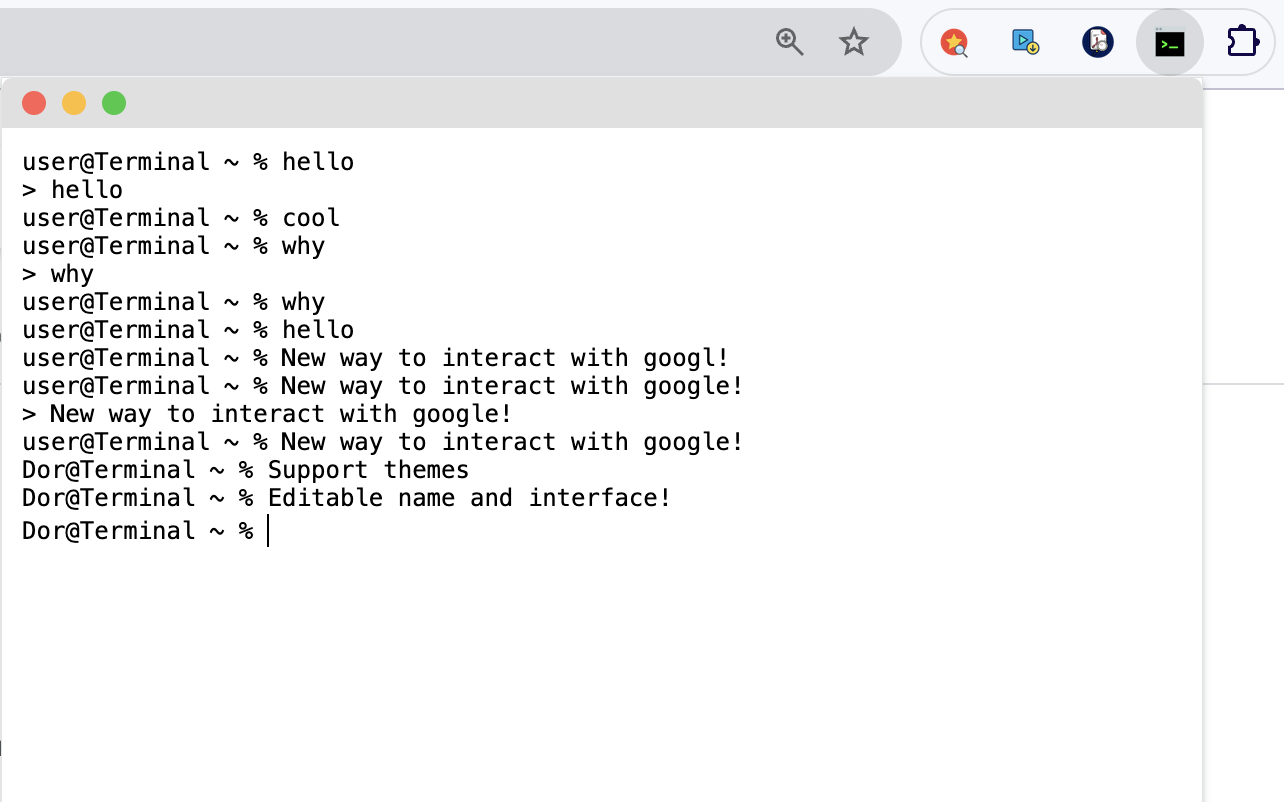 user@Terminal ~ % hello
> hello
user@Terminal ~ % cool
user@Terminal ~ % why
> why
user@Terminal ~ % why
user@Terminal ~ % hello
user@Terminal ~ % New way to interact with googl!
user@Terminal ~ % New way to interact with google!
> New way to interact with google!
user@Terminal ~ % New way to interact with google!
Dor@Terminal ~ % Support themes
Dor@Terminal ~ % Editable name and interface!
Dor@Terminal ~ %